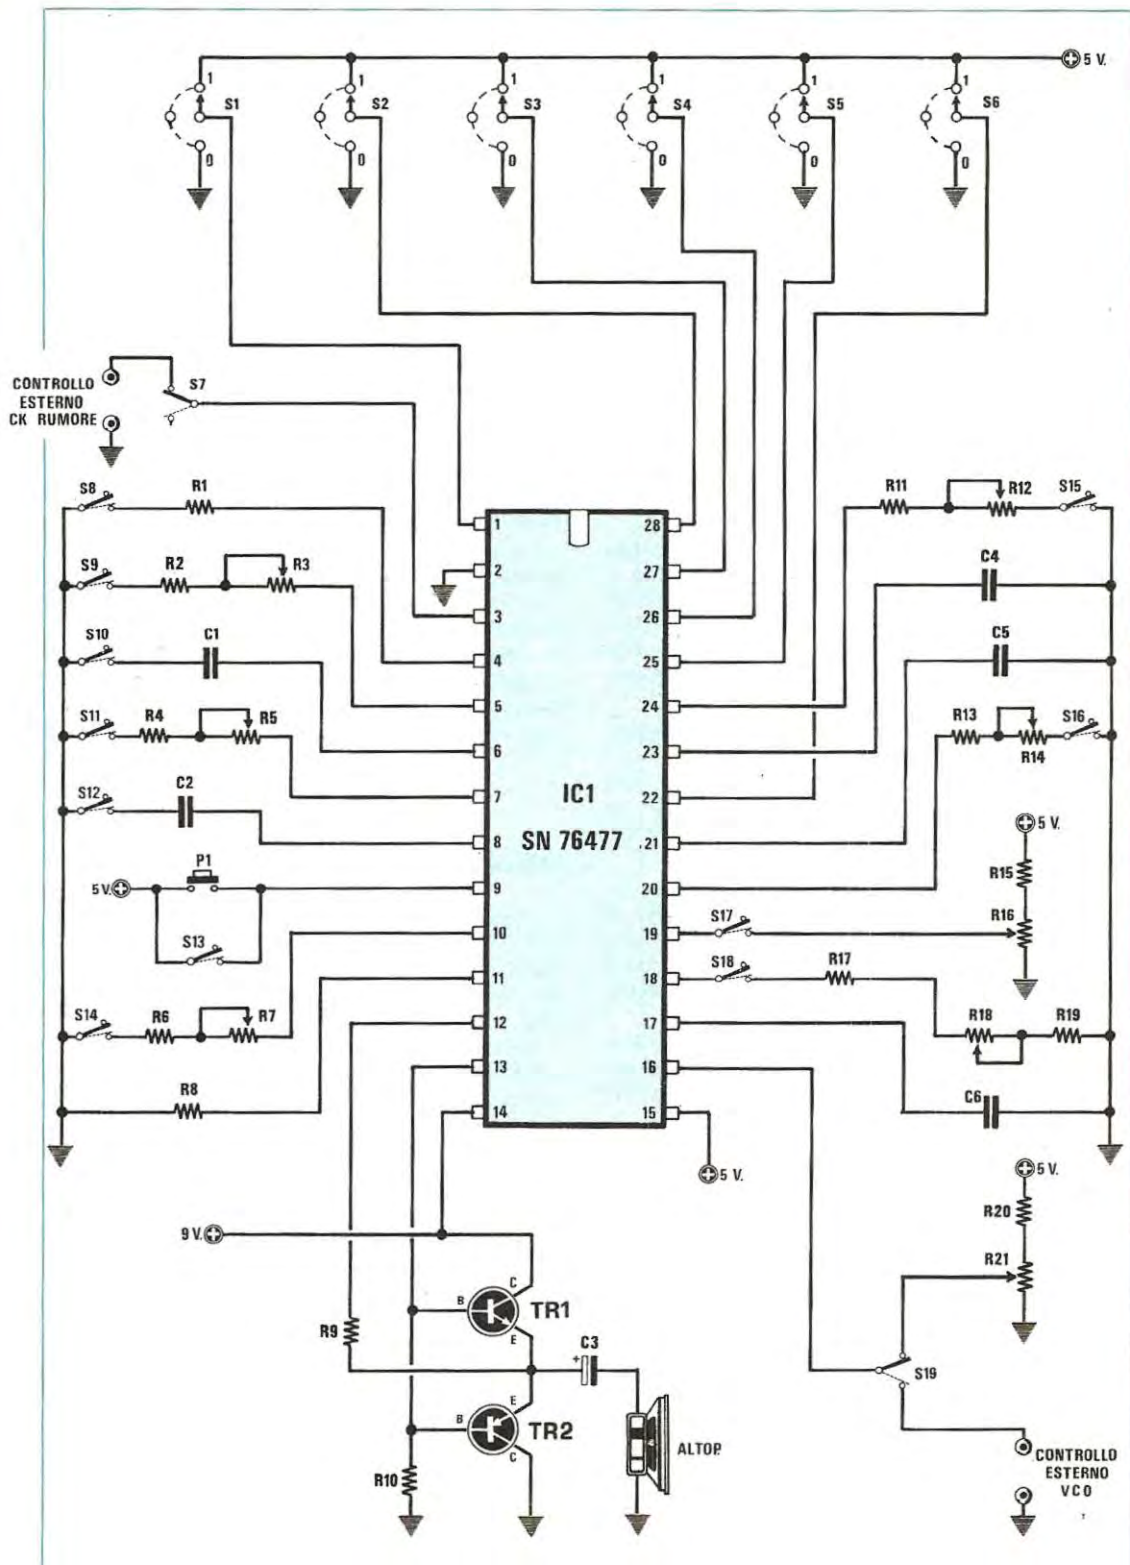 5 V.
1 S1 0
1 S2 0
1 S3 0
1 S4 0
1 S5 0
1 S6 0
CONTROLLO
ESTERNO
CK RUMORE
S7
S8 R1
S9 R2 R3
S10 C1
S11 R4 R5
S12 C2
5 V. P1
S13
S14 R6 R7
R8
1
2
3
4
5
6
7
8
9
10
11
12
13
14
IC1
SN 76477
28
27
26
25
24
23
22
21
20
19
18
17
16
15
R11 R12 S15
C4
C5
R13 R14 S16
5 V.
R15
R16
S17
S18 R17
R18 R19
C6
5 V.
5 V.
R20
R21
S19
CONTROLLO
ESTERNO
VCO
9 V.
C
B TR1
E
R9
C3
+
E
B TR2
C
R10
ALTOP.